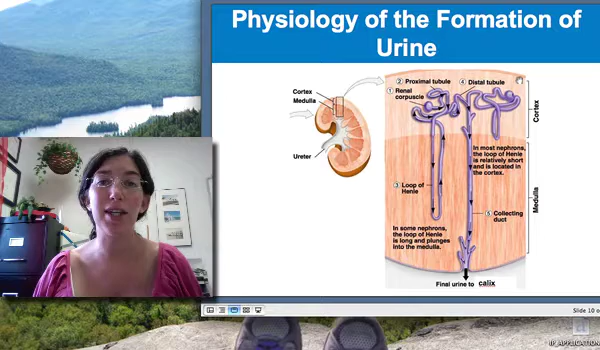 Physiology of the Formation of
Urine
Cortex
Medulla
Ureter
② Proximal tubule
④ Distal tubule
① Renal
corpuscle
Cortex
In most nephrons,
the loop of Henle
is relatively short
and is located in
the cortex.
③ Loop of
Henle
Medulla
⑤ Collecting
duct
In some nephrons,
the loop of Henle
is long and plunges
into the medulla.
Final urine to calix
Slide 10 o